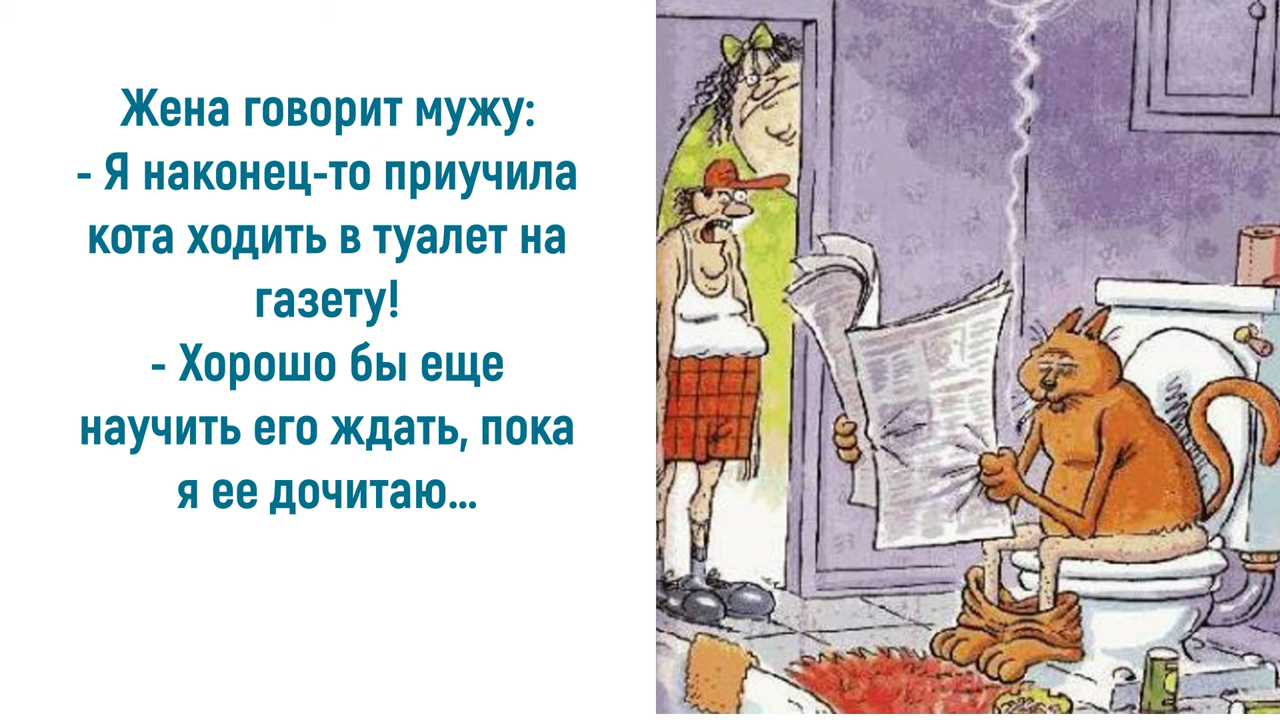 Жена говорит мужу:
- Я наконец-то приучила
кота ходить в туалет на
газету!
- Хорошо бы еще
научить его ждать, пока
я ее дочитаю...